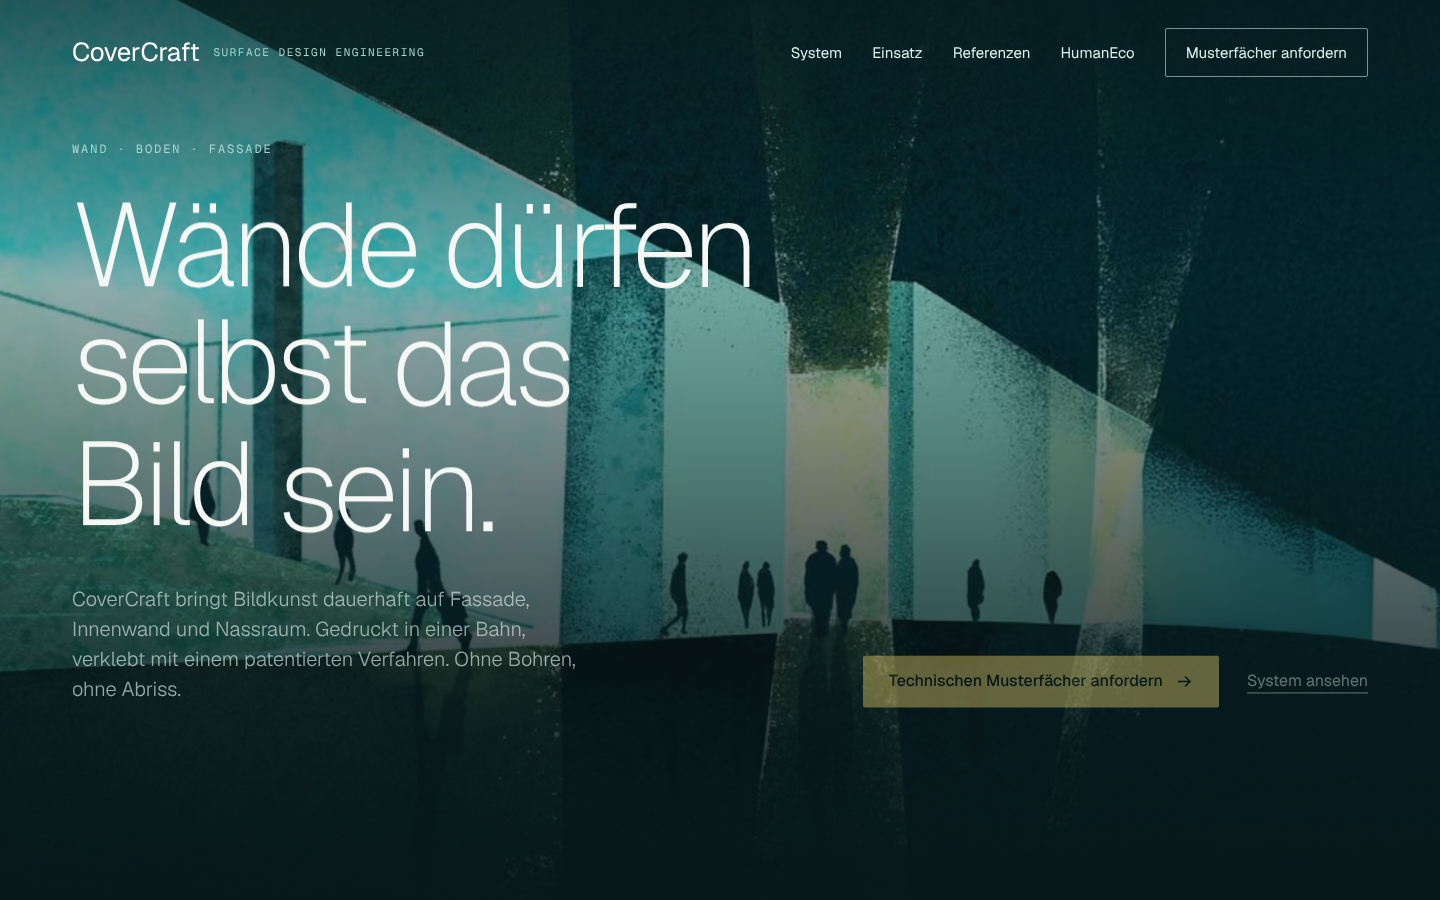 CoverCraft SURFACE DESIGN ENGINEERING
System Einsatz Referenzen HumanEco Musterfächer anfordern
WAND · BODEN · FASSADE
Wände dürfen
selbst das
Bild sein.
CoverCraft bringt Bildkunst dauerhaft auf Fassade,
Innenwand und Nassraum. Gedruckt in einer Bahn,
verklebt mit einem patentierten Verfahren. Ohne Bohren,
ohne Abriss.
Technischen Musterfächer anfordern →
System ansehen